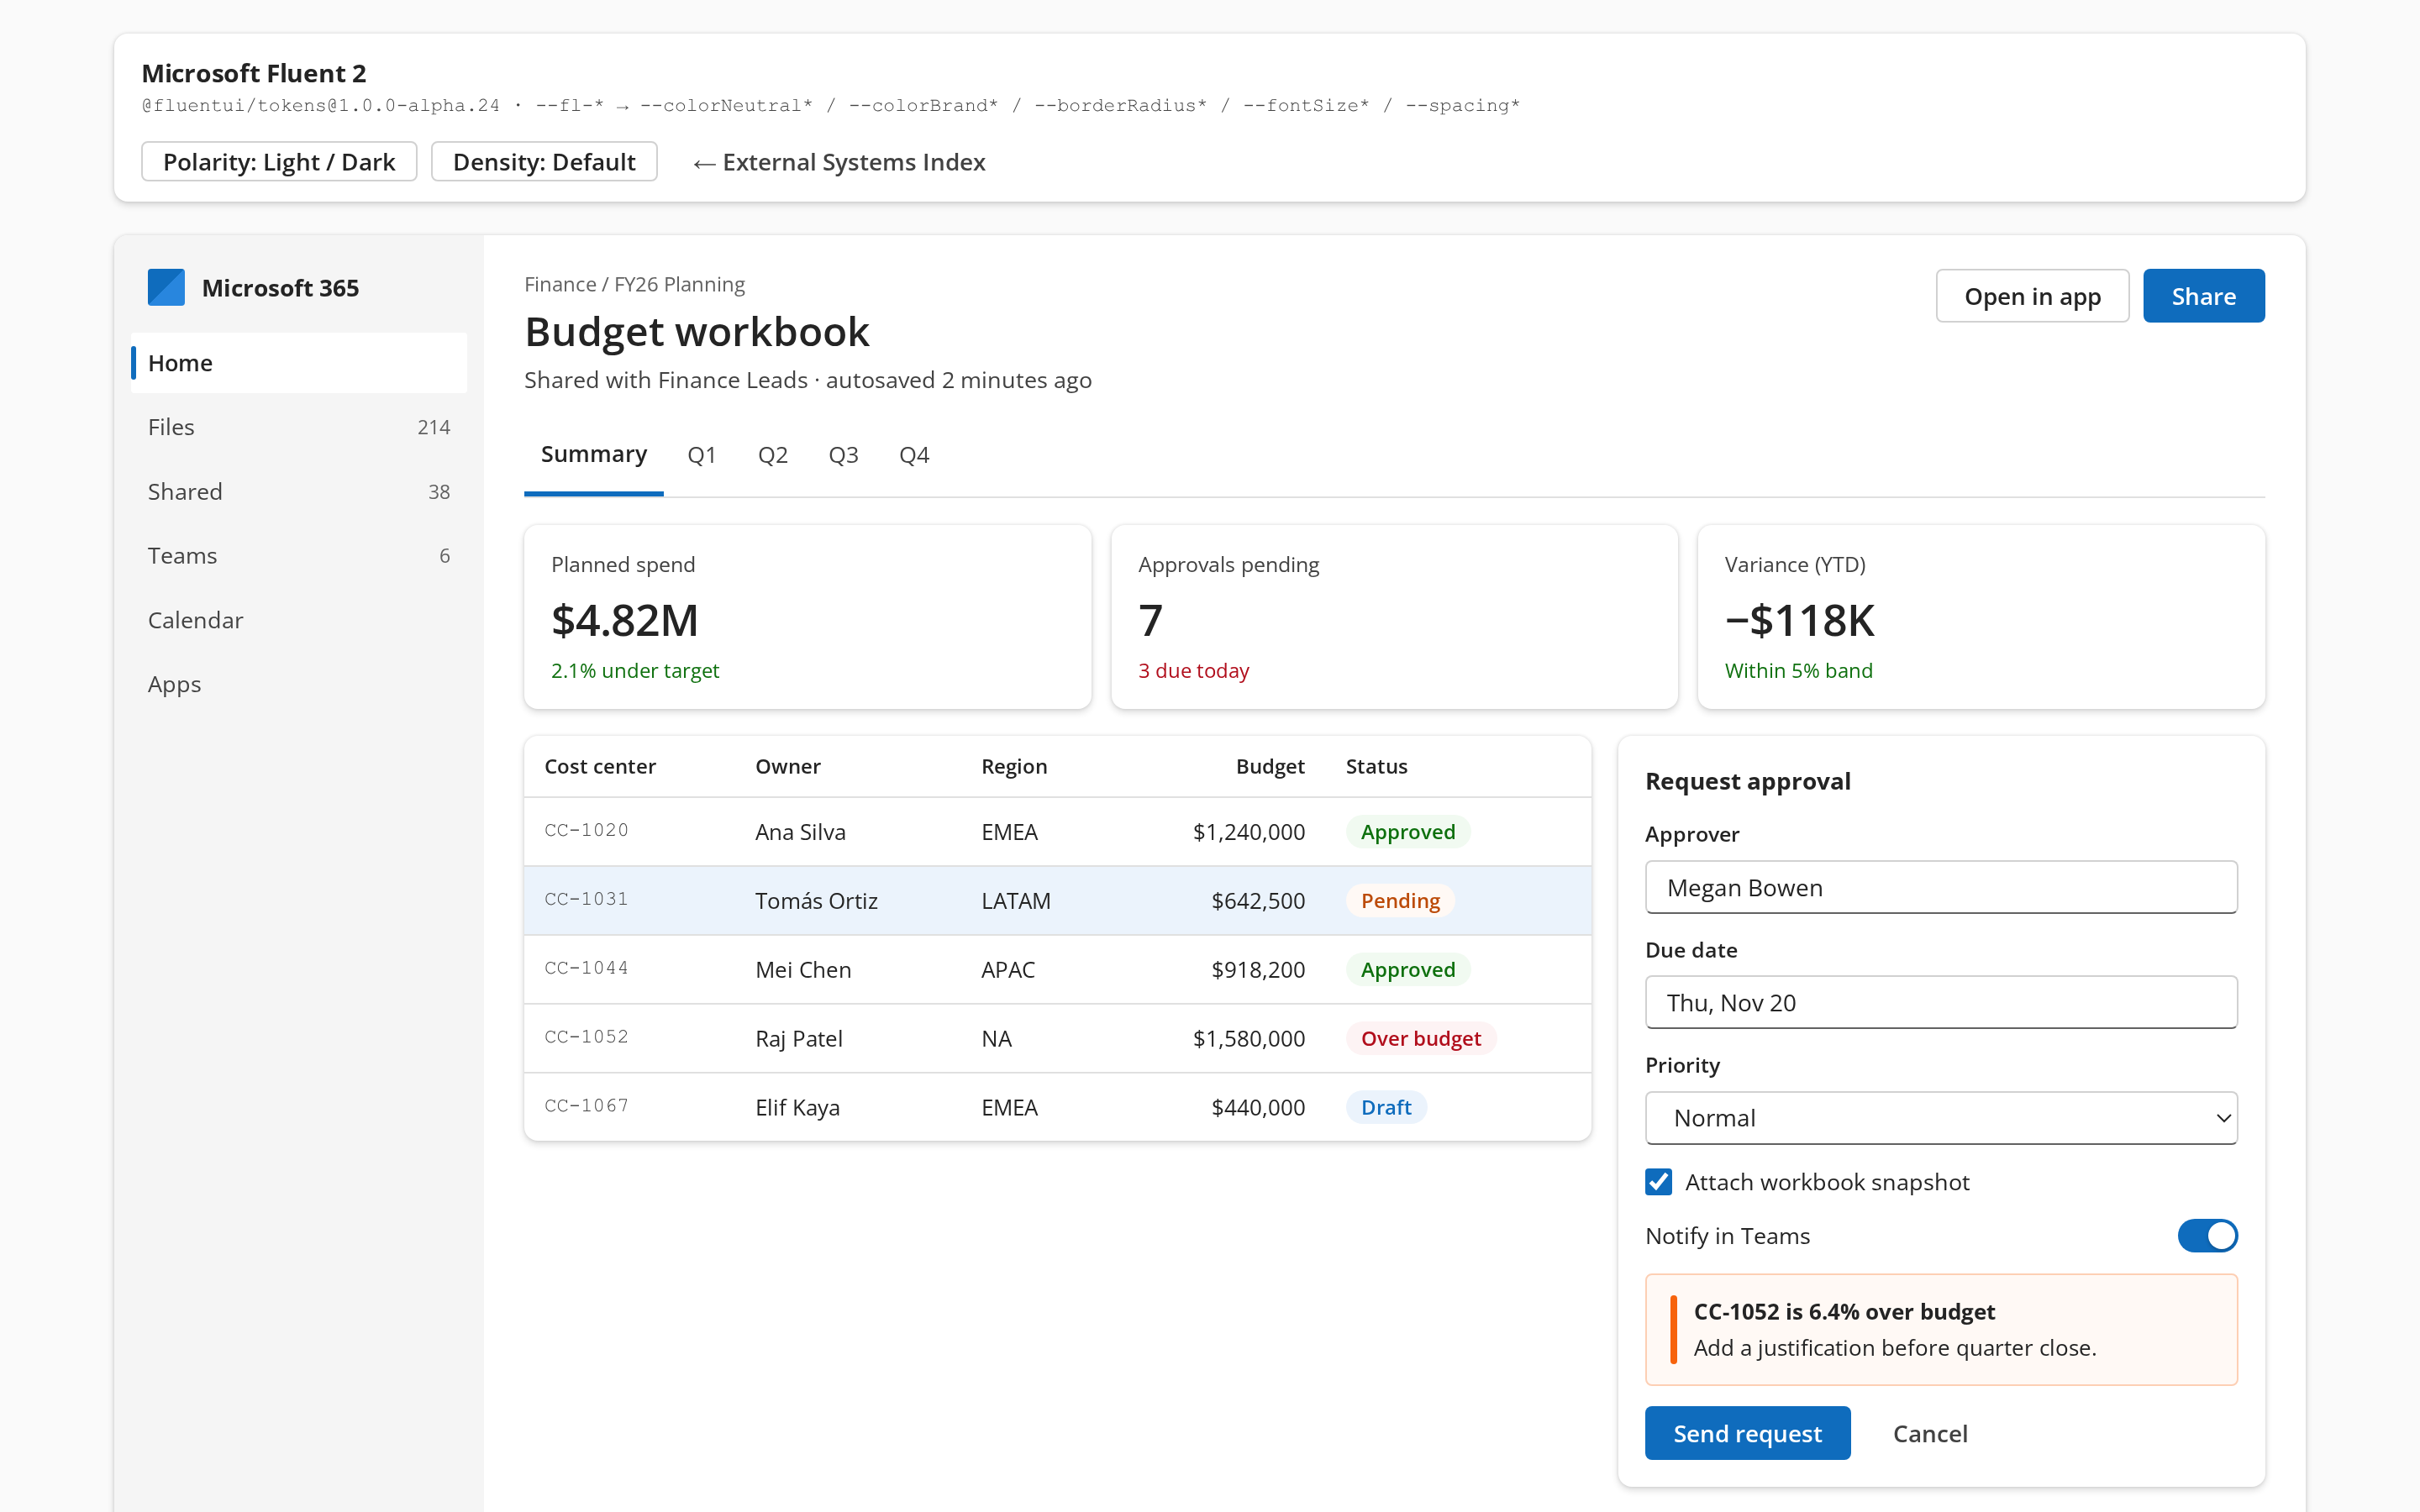 Microsoft Fluent 2
@fluentui/tokens@1.0.0-alpha.24 · --fl-* → --colorNeutral* / --colorBrand* / --borderRadius* / --fontSize* / --spacing*
Polarity: Light / Dark
Density: Default
← External Systems Index
Microsoft 365
Home
Files 214
Shared 38
Teams 6
Calendar
Apps
Finance / FY26 Planning
Budget workbook
Shared with Finance Leads · autosaved 2 minutes ago
Open in app
Share
Summary Q1 Q2 Q3 Q4
Planned spend
$4.82M
2.1% under target
Approvals pending
7
3 due today
Variance (YTD)
−$118K
Within 5% band
Cost center Owner Region Budget Status
CC-1020 Ana Silva EMEA $1,240,000 Approved
CC-1031 Tomás Ortiz LATAM $642,500 Pending
CC-1044 Mei Chen APAC $918,200 Approved
CC-1052 Raj Patel NA $1,580,000 Over budget
CC-1067 Elif Kaya EMEA $440,000 Draft
Request approval
Approver
Megan Bowen
Due date
Thu, Nov 20
Priority
Normal
Attach workbook snapshot
Notify in Teams
CC-1052 is 6.4% over budget
Add a justification before quarter close.
Send request
Cancel